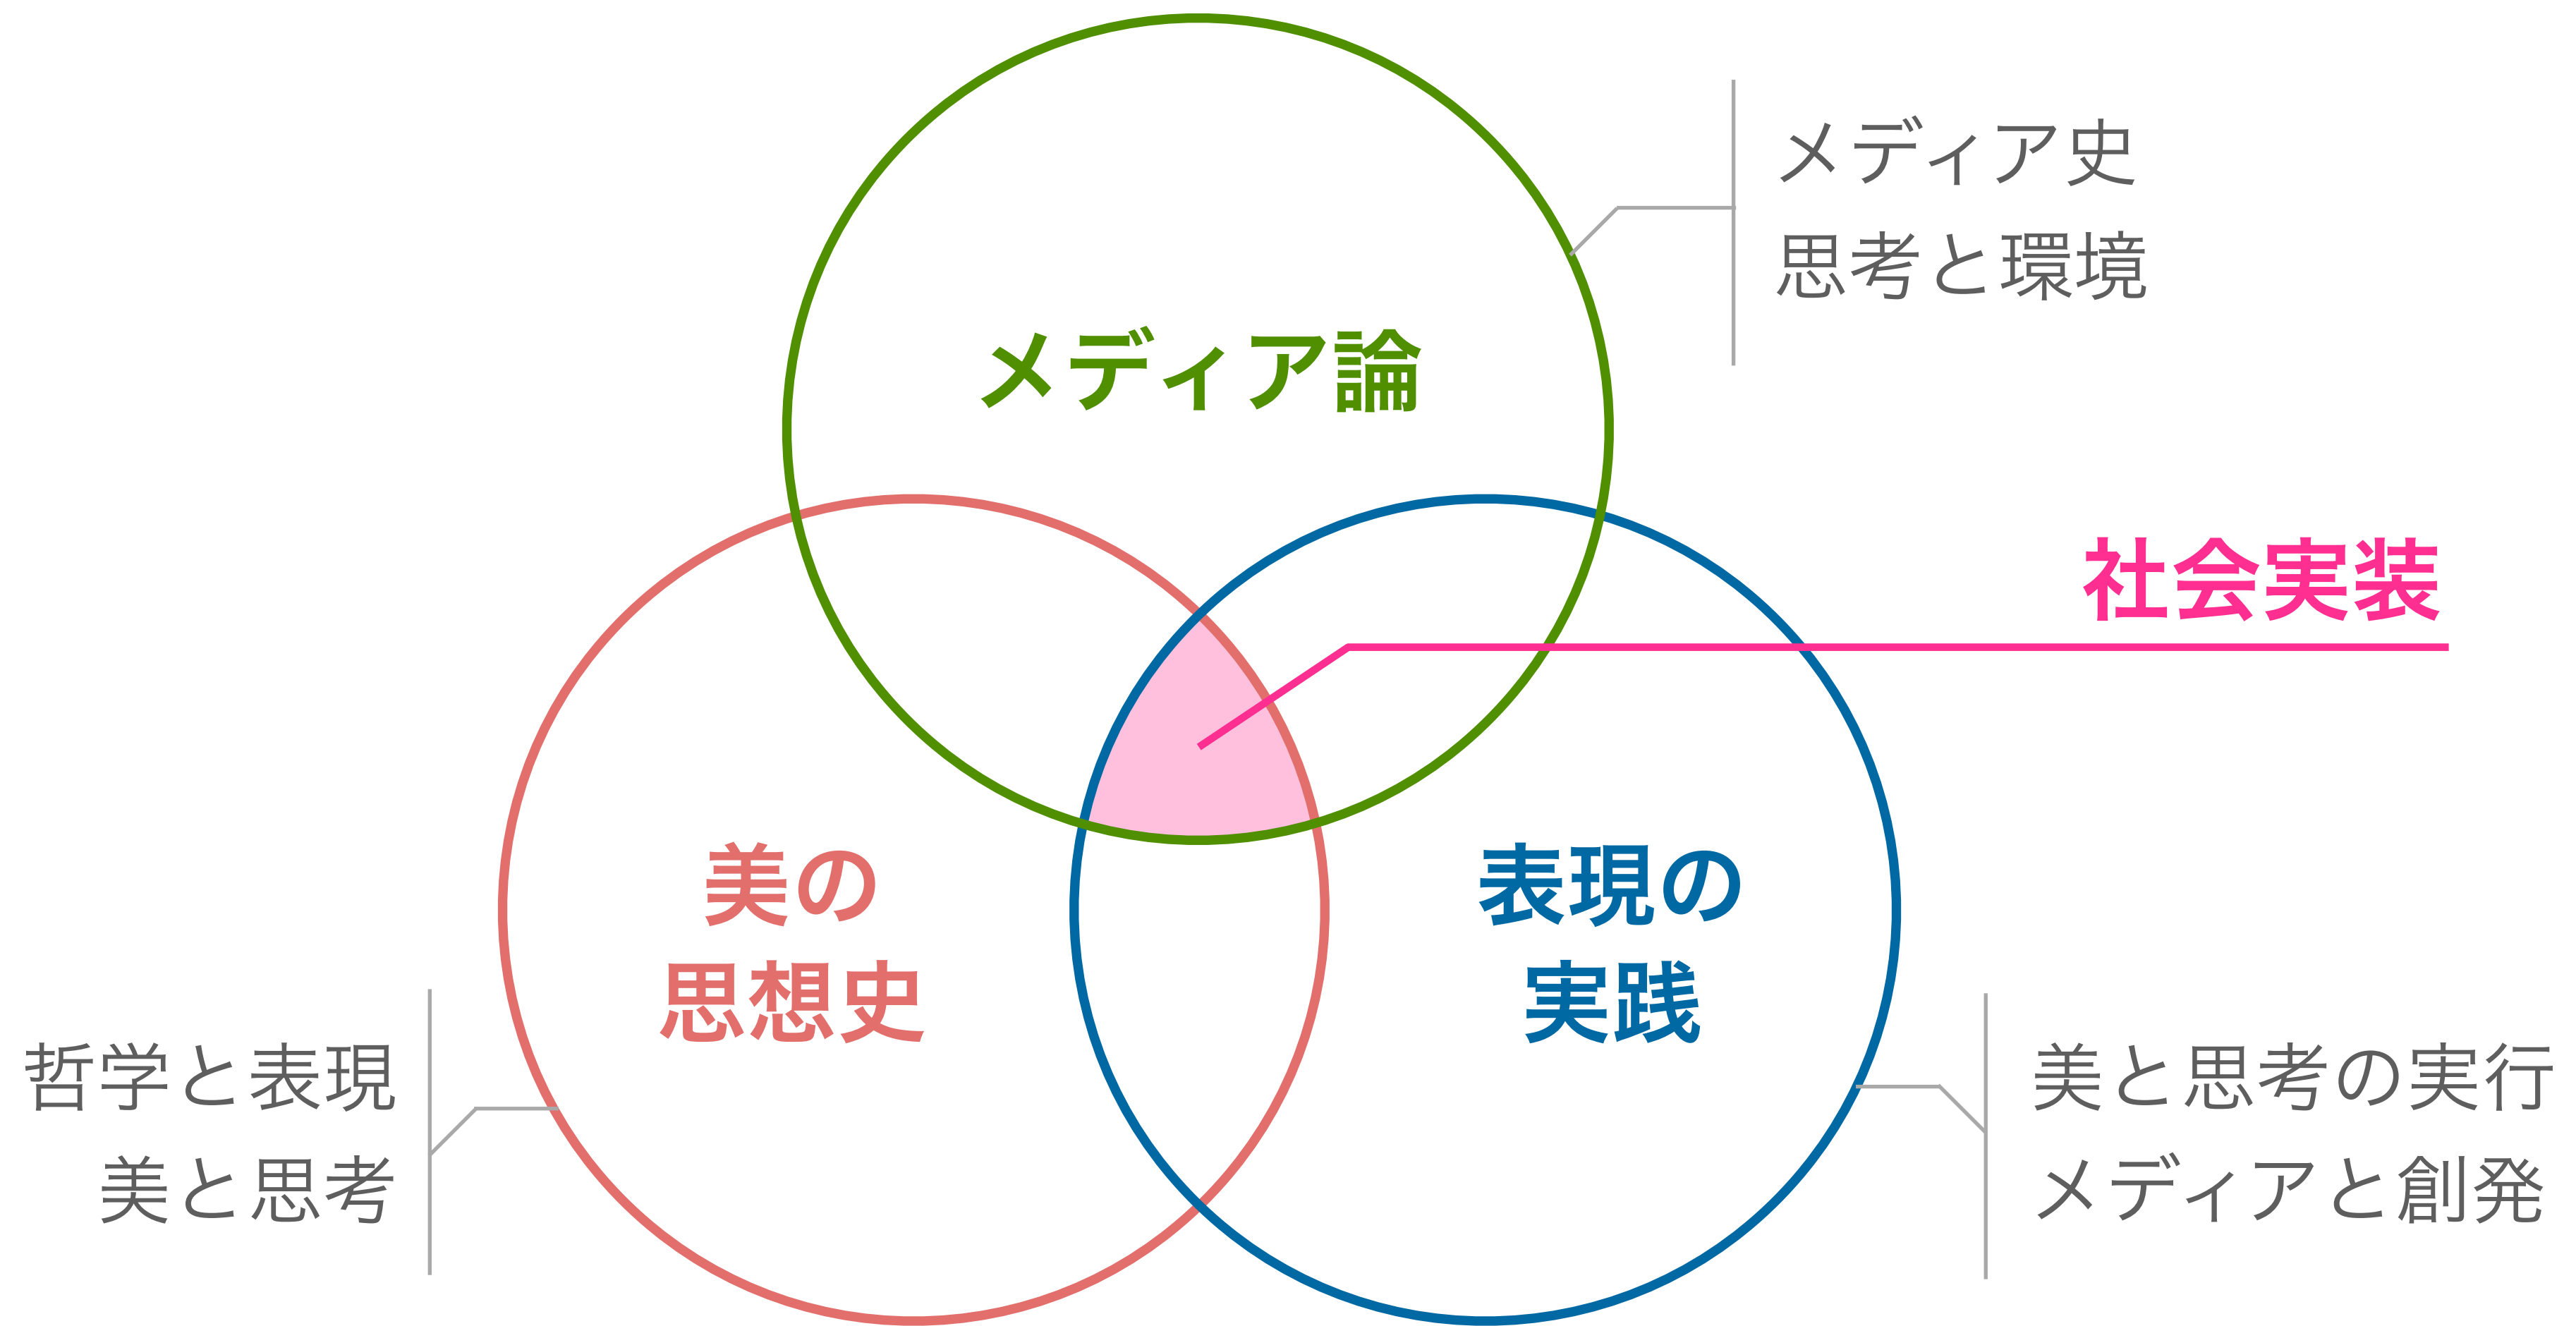 メディア史
思考と環境
メディア論
社会実装
美の
思想史
表現の
実践
哲学と表現
美と思考
美と思考の実行
メディアと創発